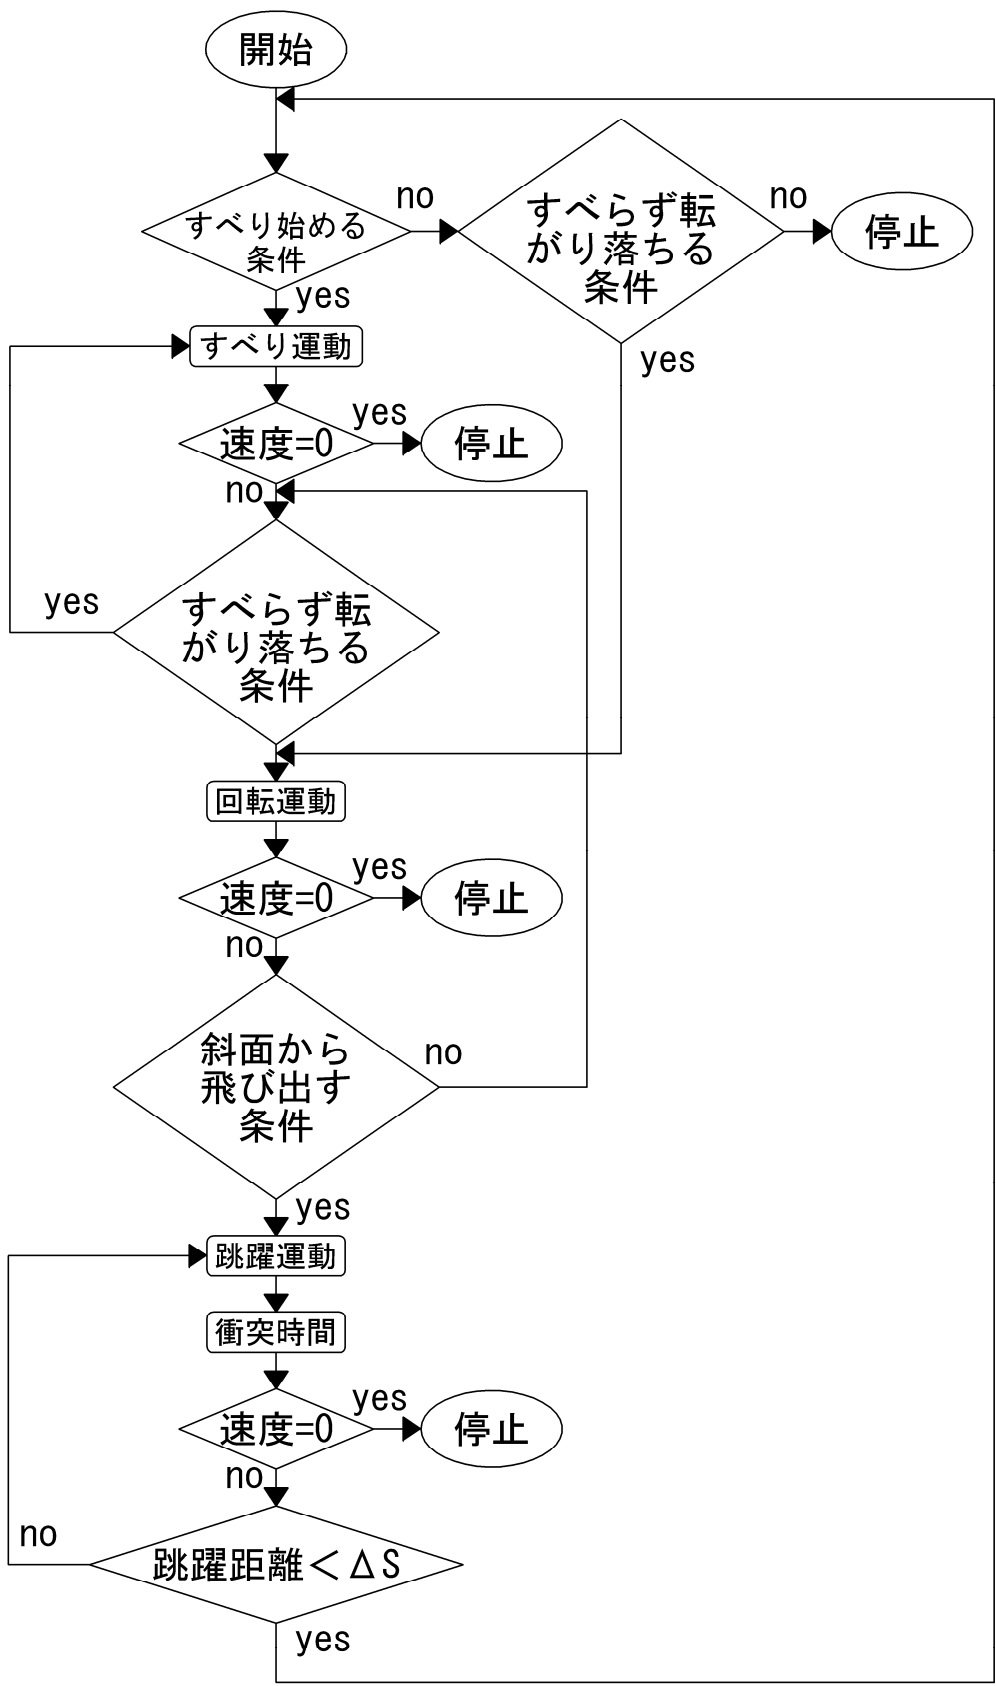 開始
すべり始める
条件
no
すべらず転
がり落ちる
条件
no
停止
yes
yes
すべり運動
速度=0
yes
停止
no
yes
すべらず転
がり落ちる
条件
回転運動
速度=0
yes
停止
no
斜面から
飛び出す
条件
no
yes
跳躍運動
衝突時間
速度=0
yes
停止
no
no
跳躍距離<ΔS
yes